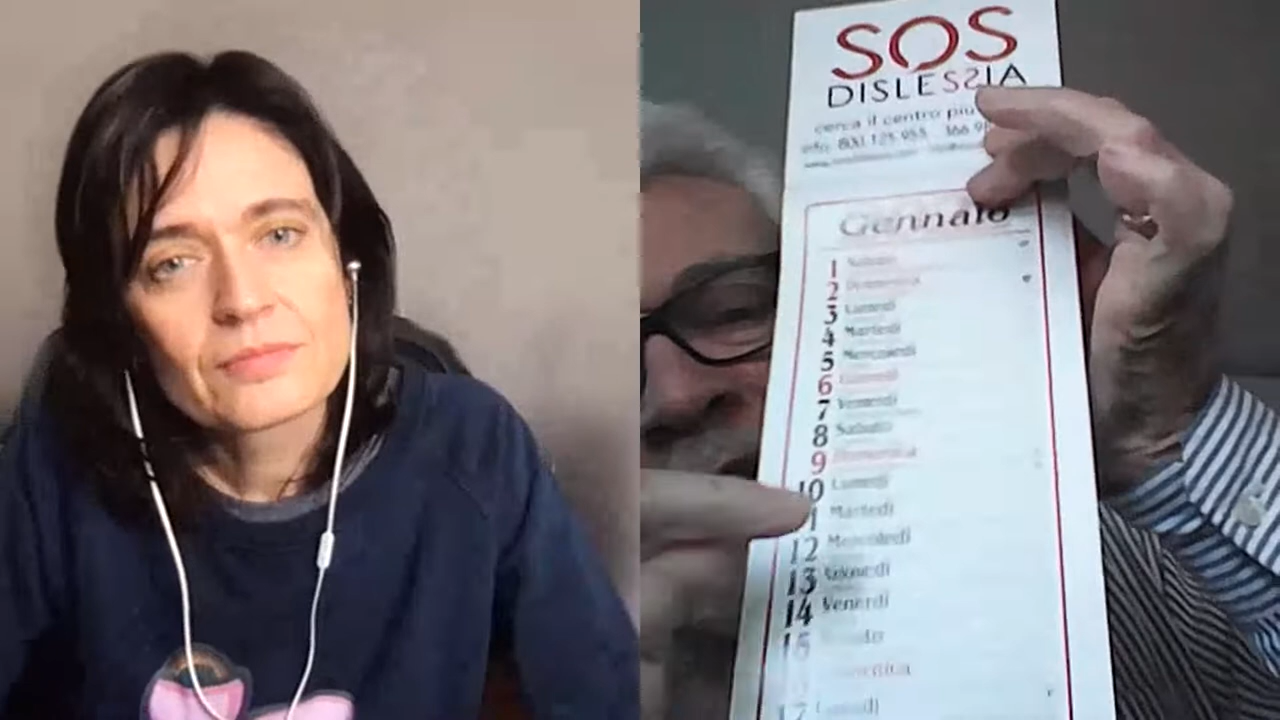 SOS
DISLESSIA
cerca il centro più
info 800 125 955 366 9
Gennaio
1 Sabato
2 Domenica
3 Lunedì
4 Martedì
5 Mercoledì
6 Giovedì
7 Venerdì
8 Sabato
9 Domenica
10 Lunedì
Martedì
12 Mercoledì
13 Giovedì
14 Venerdì
15
17 Lunedì